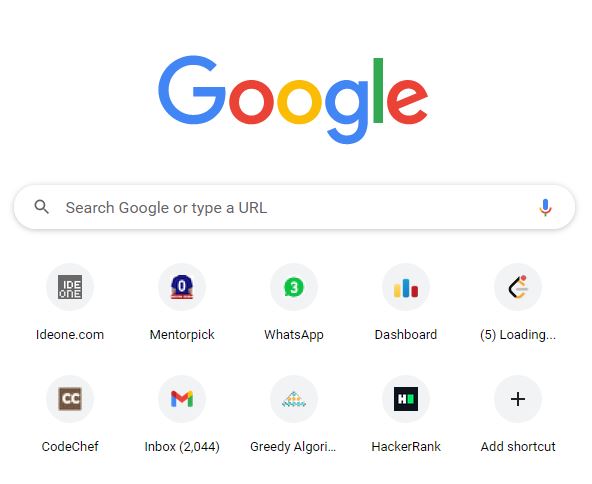 Google
Search Google or type a URL
IDE
ONE
0
3
Ideone.com
Mentorpick
WhatsApp
Dashboard
(5) Loading...
CC
H
CodeChef
Inbox (2,044)
Greedy Algori...
HackerRank
Add shortcut